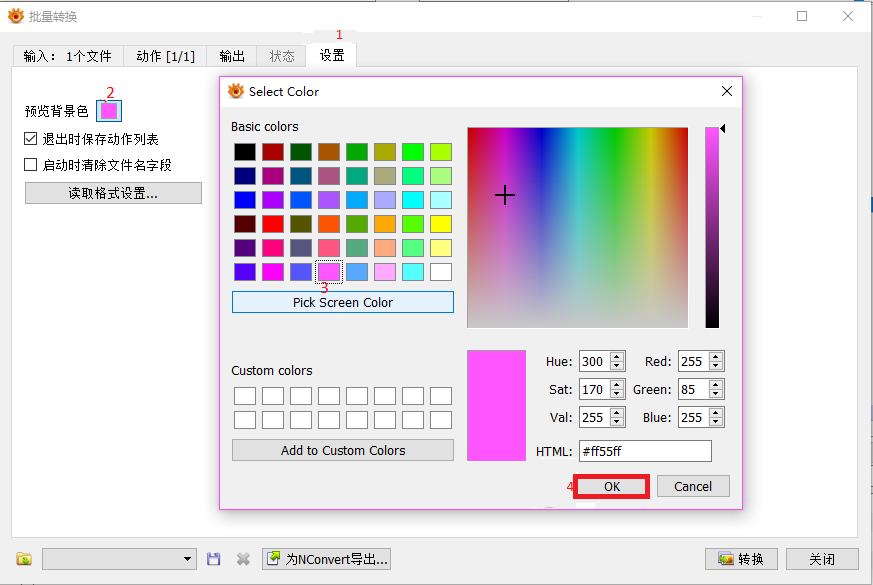 批量转换
1
输入： 1个文件 动作 [1/1] 输出 状态 设置
2
预览背景色
退出时保存动作列表
启动时清除文件名字段
读取格式设置...
Select Color
Basic colors
3
Pick Screen Color
Custom colors
Add to Custom Colors
Hue: 300 Red: 255
Sat: 170 Green: 85
Val: 255 Blue: 255
HTML: #ff55ff
4 OK Cancel
为NConvert导出... 转换 关闭